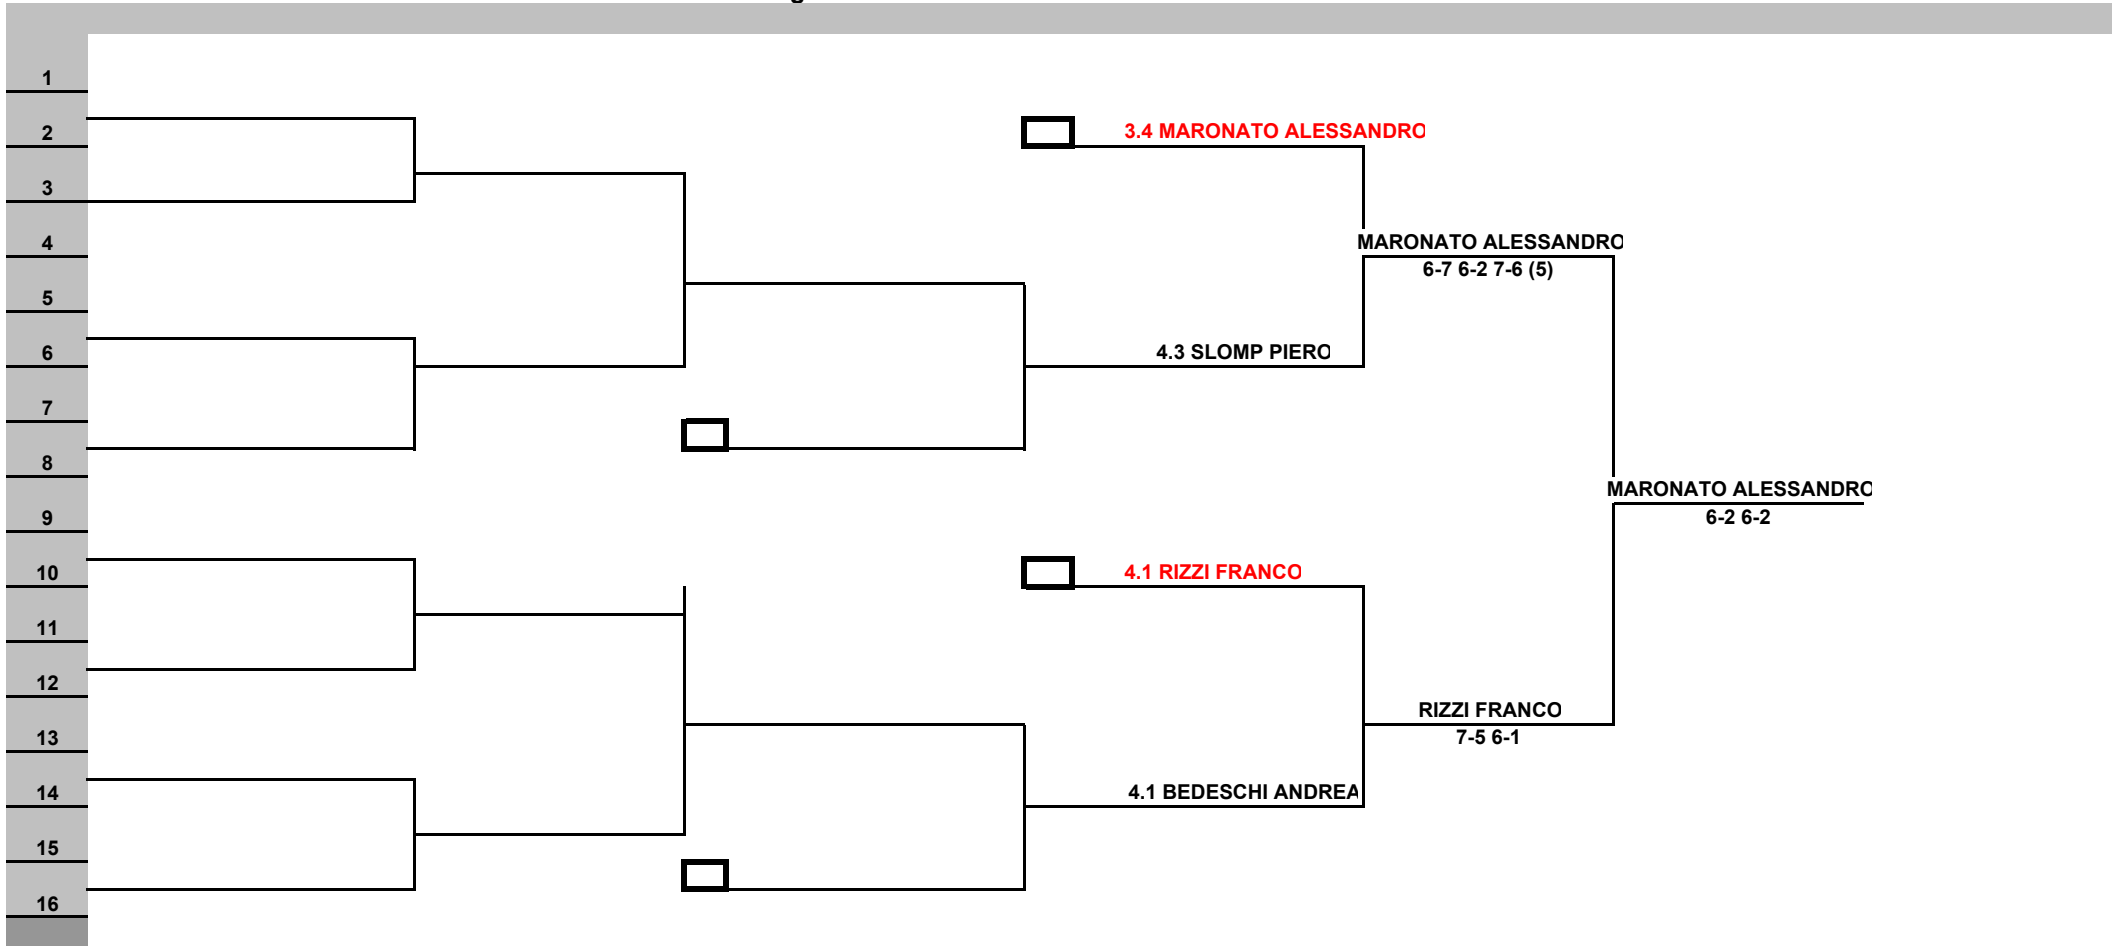 1
2
3.4 MARONATO ALESSANDRO
3
4
MARONATO ALESSANDRO
6-7 6-2 7-6 (5)
5
6
4.3 SLOMP PIERO
7
8
MARONATO ALESSANDRO
9
6-2 6-2
10
4.1 RIZZI FRANCO
11
12
RIZZI FRANCO
13
7-5 6-1
14
4.1 BEDESCHI ANDREA
15
16